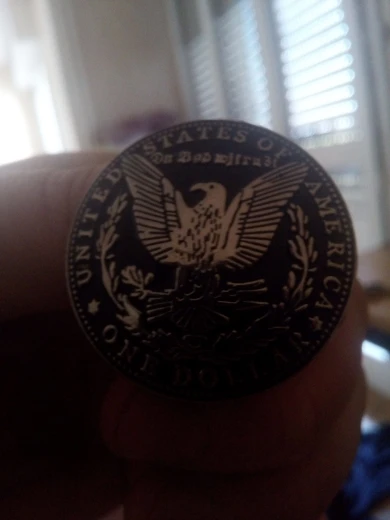 UNITED STATES OF AMERICA
In God we trust
ONE DOLLAR